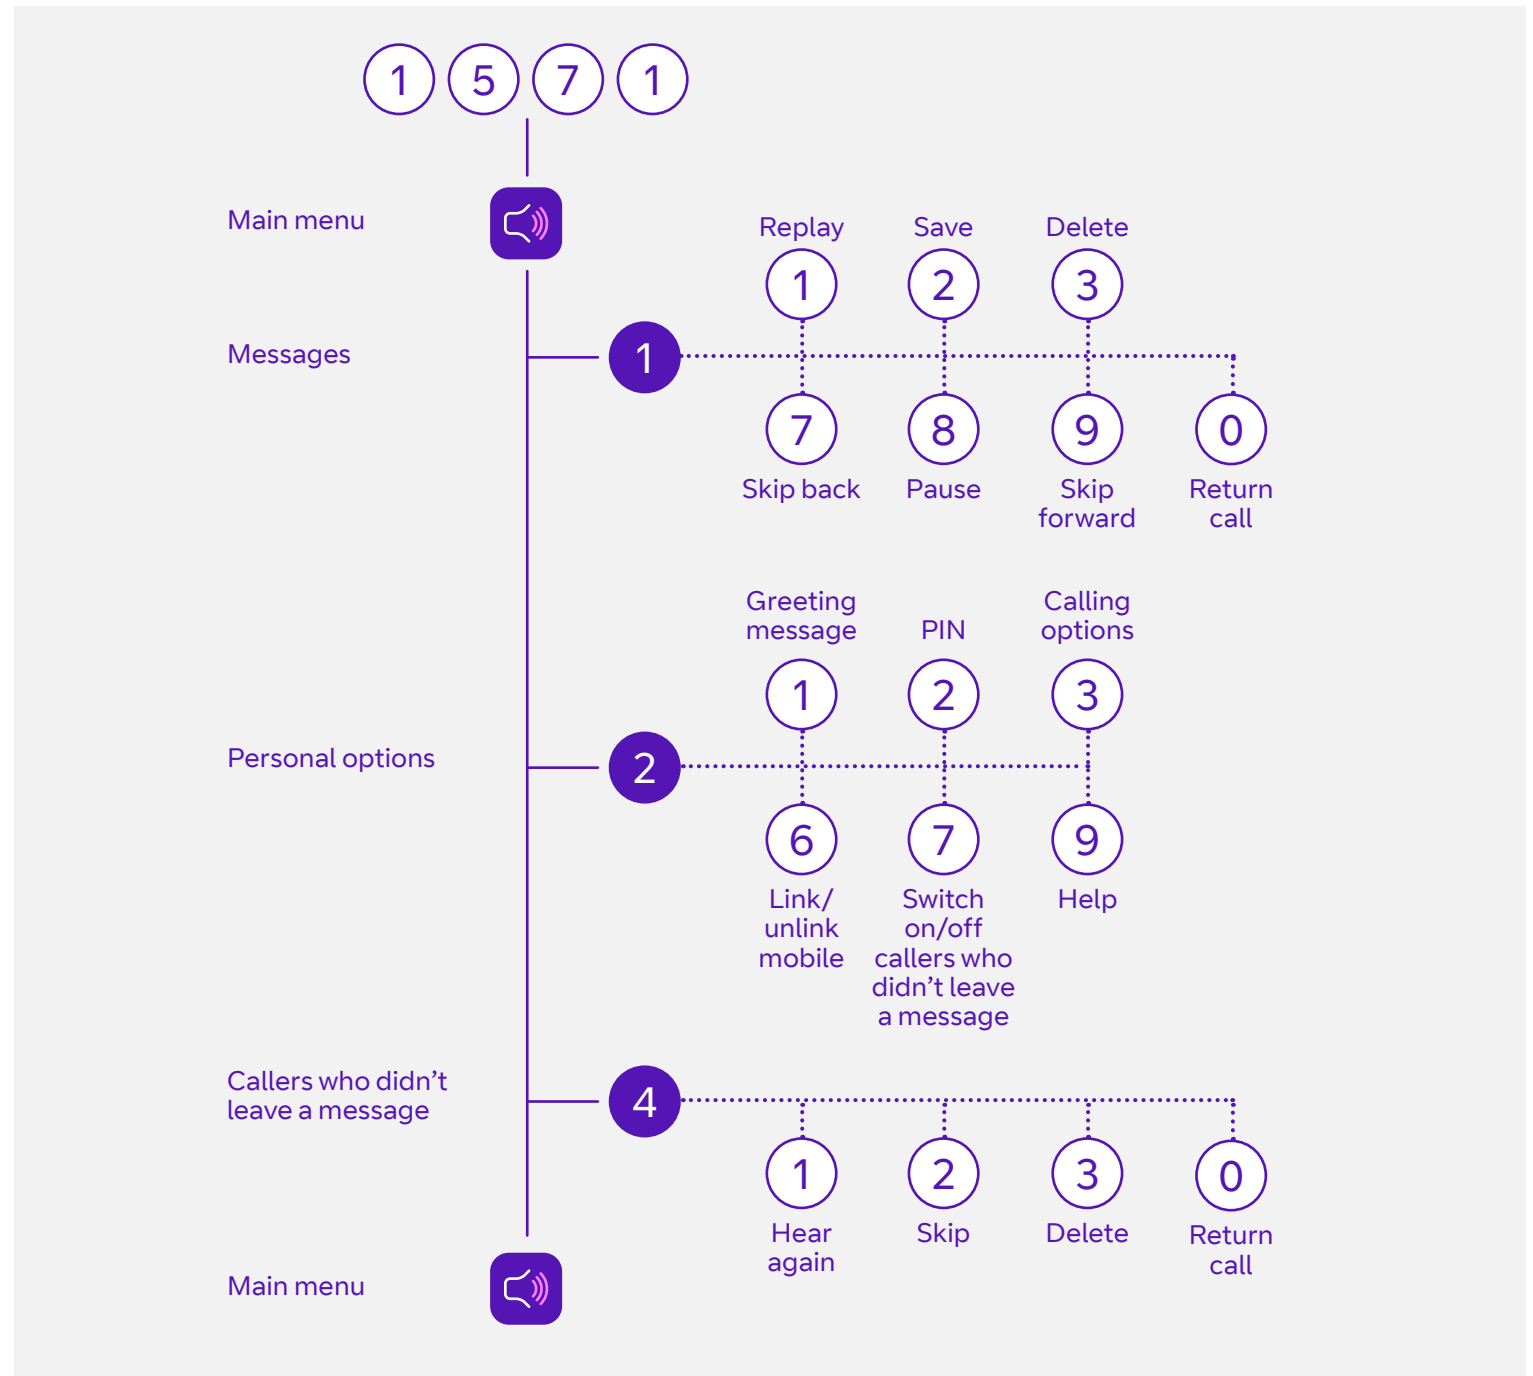 1 5 7 1
Main menu
Replay Save Delete
1 2 3
Messages 1
7 8 9 0
Skip back Pause Skip Return
forward call
Greeting Calling
message PIN options
1 2 3
Personal options 2
6 7 9
Link/ Switch Help
unlink on/off
mobile callers who
didn’t leave
a message
Callers who didn’t
leave a message
4
1 2 3 0
Hear Skip Delete Return
again call
Main menu